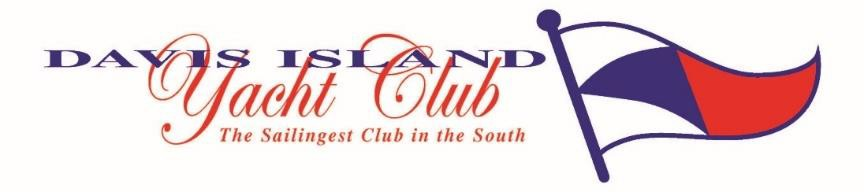 DAVIS ISLAND
Yacht Club
The Sailingest Club in the South